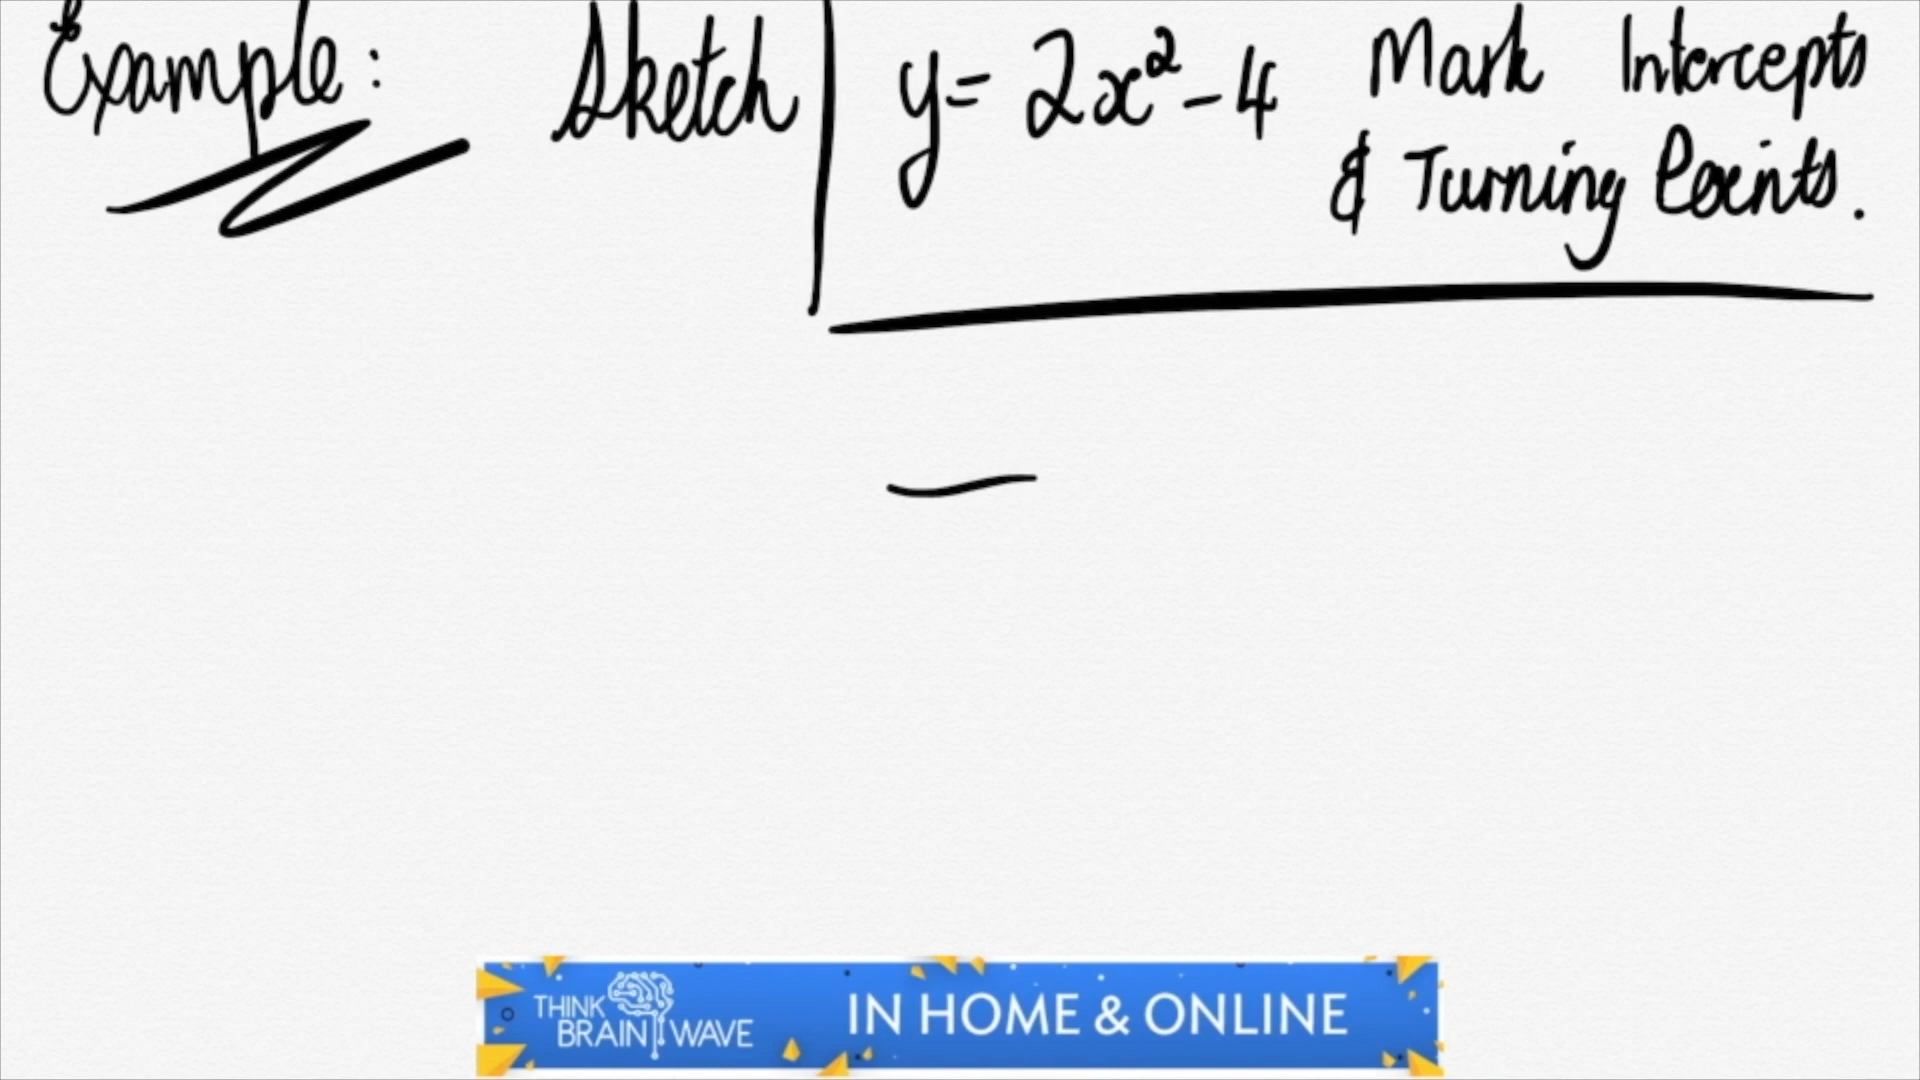 Example: Sketch y = 2x² - 4 Mark Intercepts
& Turning Points.
THINK
BRAIN WAVE
IN HOME & ONLINE